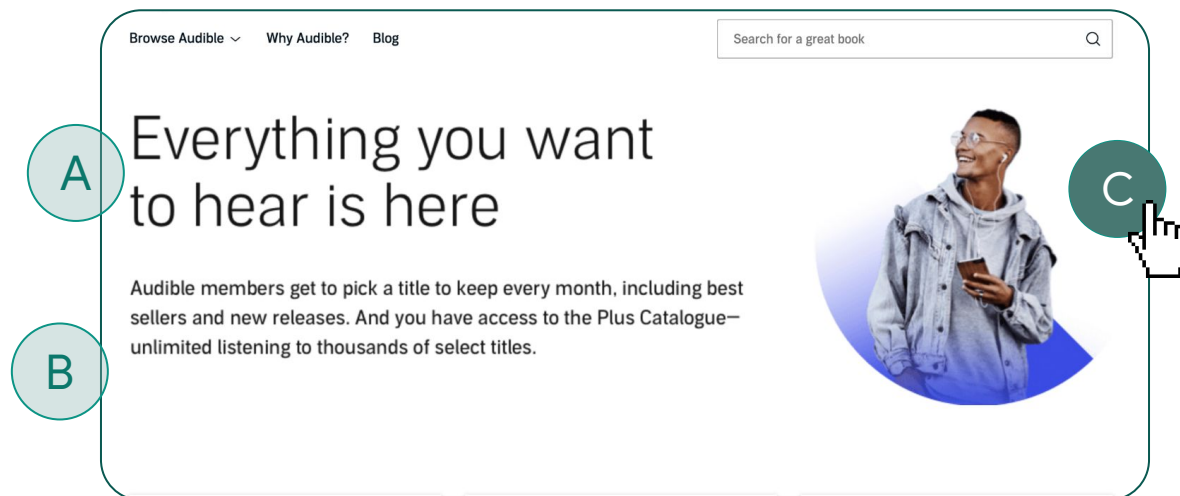 Browse Audible Why Audible? Blog
Search for a great book
A
Everything you want
to hear is here
C
Audible members get to pick a title to keep every month, including best
sellers and new releases. And you have access to the Plus Catalogue—
unlimited listening to thousands of select titles.
B